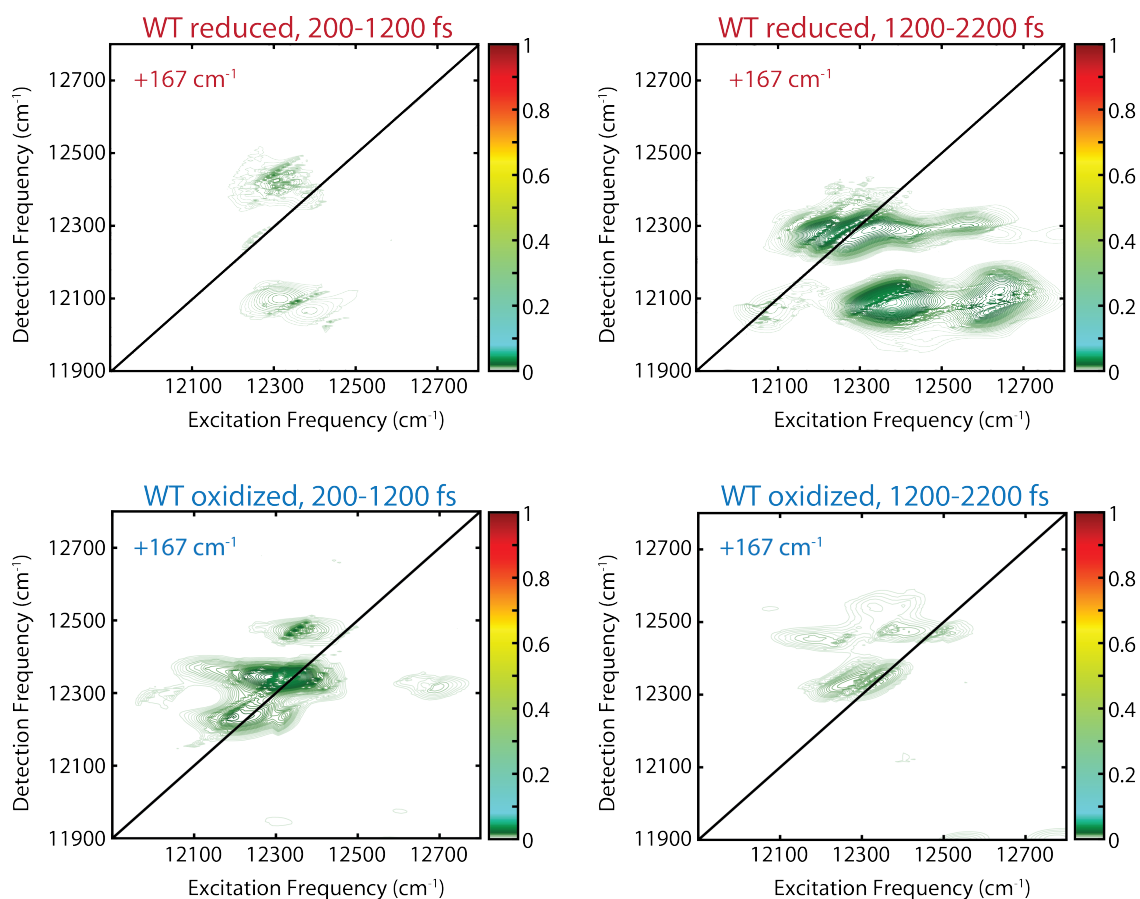 WT reduced, 200-1200 fs
+167 cm-1
Detection Frequency (cm-1)
12700
12500
12300
12100
11900
12100 12300 12500 12700
Excitation Frequency (cm-1)
1
0.8
0.6
0.4
0.2
0
WT reduced, 1200-2200 fs
+167 cm-1
Detection Frequency (cm-1)
12700
12500
12300
12100
11900
12100 12300 12500 12700
Excitation Frequency (cm-1)
1
0.8
0.6
0.4
0.2
0
WT oxidized, 200-1200 fs
+167 cm-1
Detection Frequency (cm-1)
12700
12500
12300
12100
11900
12100 12300 12500 12700
Excitation Frequency (cm-1)
1
0.8
0.6
0.4
0.2
0
WT oxidized, 1200-2200 fs
+167 cm-1
Detection Frequency (cm-1)
12700
12500
12300
12100
11900
12100 12300 12500 12700
Excitation Frequency (cm-1)
1
0.8
0.6
0.4
0.2
0